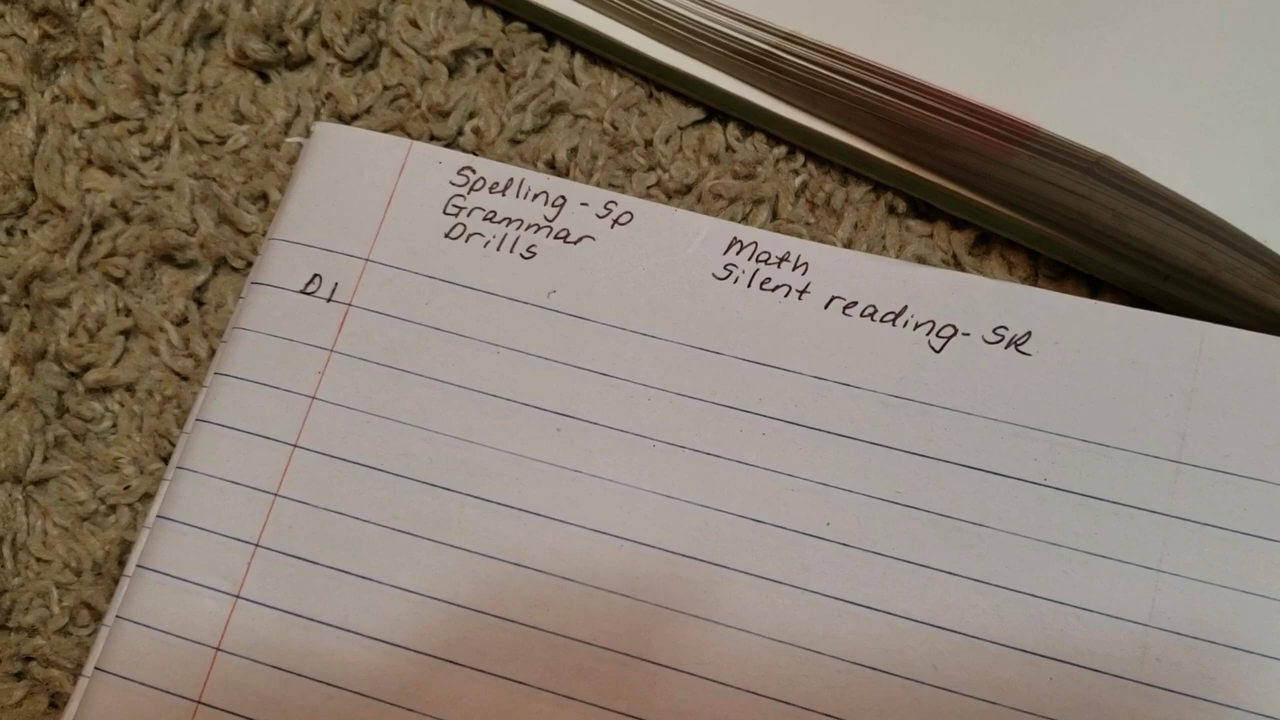 Spelling - Sp
Grammar
Drills
Math
Silent reading - SR
D1